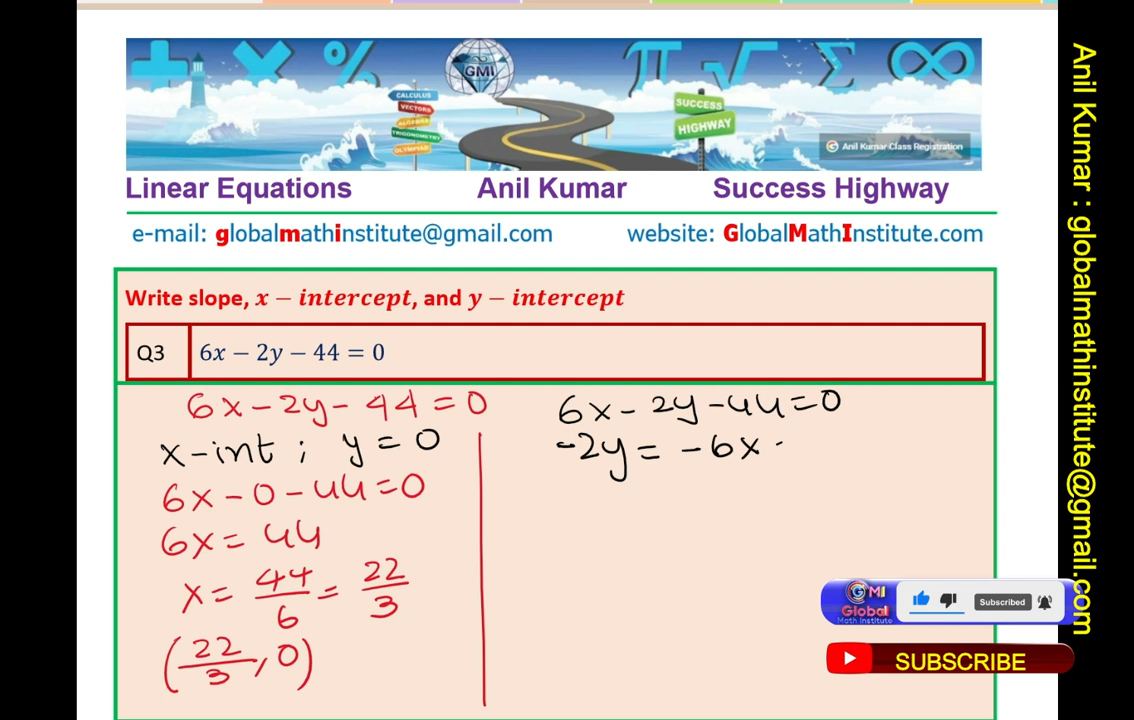 GMI
CALCULUS
VECTORS
ALGEBRA
TRIGONOMETRY
OLYMPIAD
SUCCESS
HIGHWAY
Anil Kumar Class Registration
Linear Equations Anil Kumar Success Highway
e-mail: globalmathinstitute@gmail.com website: GlobalMathInstitute.com
Write slope, x − intercept, and y − intercept
Q3 6x − 2y − 44 = 0
6x - 2y - 44 = 0
x-int ; y = 0
6x - 0 - 44 = 0
6x = 44
x = 44/6 = 22/3
(22/3, 0)
6x - 2y - 44 = 0
-2y = -6x
GMI
Global
Math Institute
Subscribed
SUBSCRIBE
Anil Kumar : globalmathinstitute@gmail.com